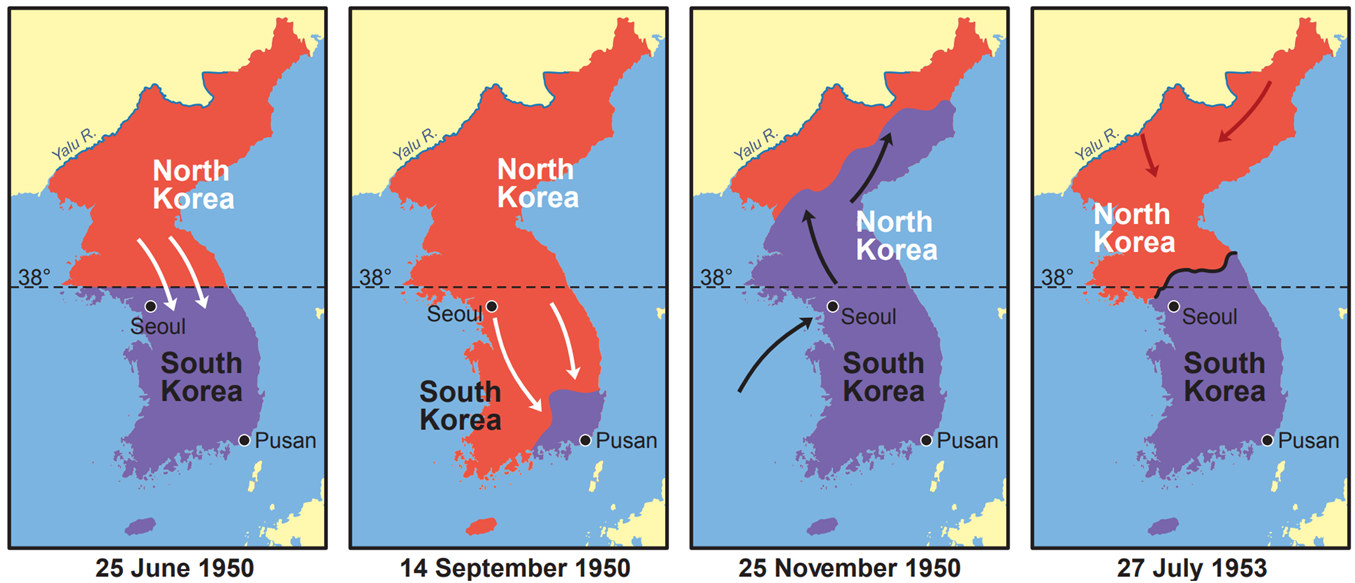 Yalu R.
North
Korea
38°
Seoul
South
Korea
Pusan
25 June 1950
Yalu R.
North
Korea
38°
Seoul
South
Korea
Pusan
14 September 1950
Yalu R.
North
Korea
38°
Seoul
South
Korea
Pusan
25 November 1950
Yalu R.
North
Korea
38°
Seoul
South
Korea
Pusan
27 July 1953